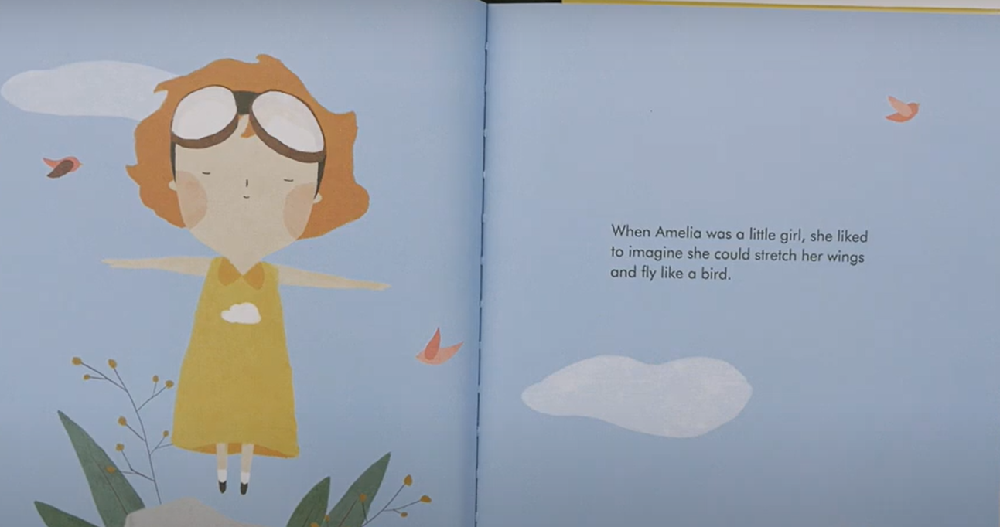 When Amelia was a little girl, she liked
to imagine she could stretch her wings
and fly like a bird.